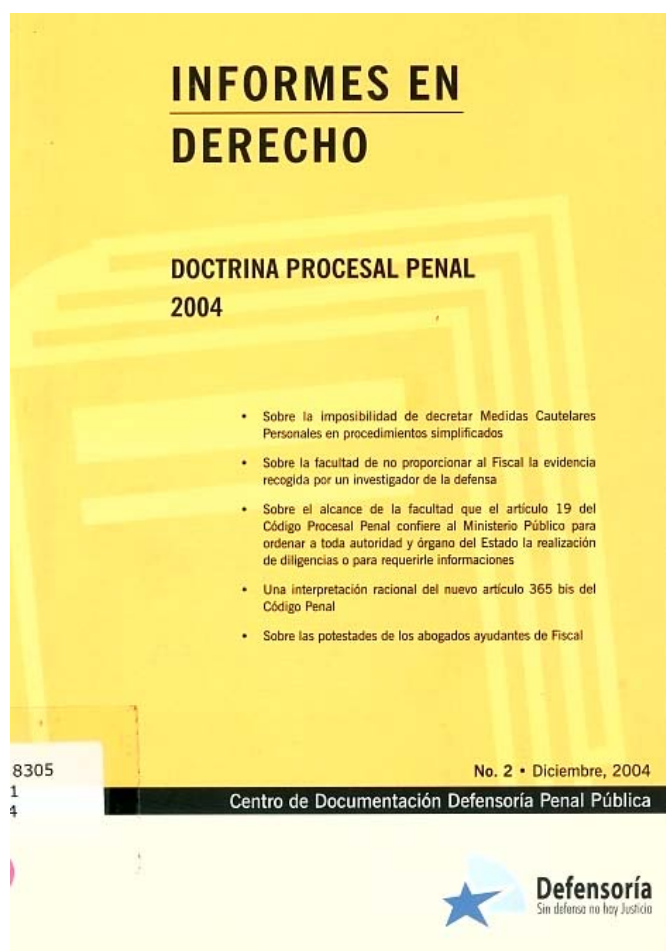 INFORMES EN
DERECHO
DOCTRINA PROCESAL PENAL
2004
• Sobre la imposibilidad de decretar Medidas Cautelares
Personales en procedimientos simplificados
• Sobre la facultad de no proporcionar al Fiscal la evidencia
recogida por un investigador de la defensa
• Sobre el alcance de la facultad que el artículo 19 del
Código Procesal Penal confiere al Ministerio Público para
ordenar a toda autoridad y órgano del Estado la realización
de diligencias o para requerirle informaciones
• Una interpretación racional del nuevo artículo 365 bis del
Código Penal
• Sobre las potestades de los abogados ayudantes de Fiscal
8305
1
4
No. 2 • Diciembre, 2004
Centro de Documentación Defensoría Penal Pública
Defensoría
Sin defensa no hay Justicia